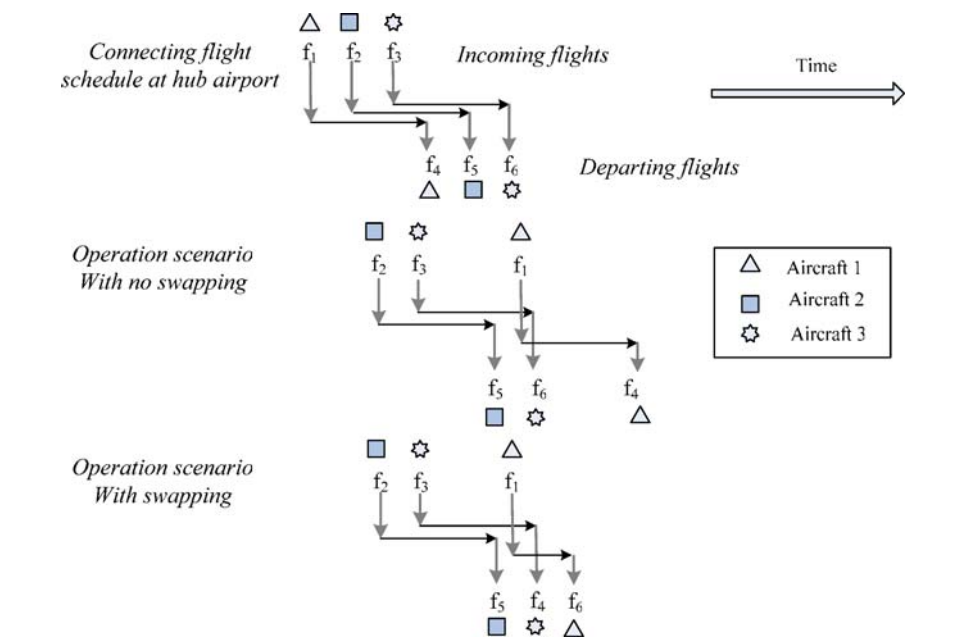 Connecting flight
schedule at hub airport
f₁ f₂ f₃
Incoming flights
Time
f₄ f₅ f₆
Departing flights
Operation scenario
With no swapping
f₂ f₃ f₁
f₅ f₆ f₄
Aircraft 1
Aircraft 2
Aircraft 3
Operation scenario
With swapping
f₂ f₃ f₁
f₅ f₄ f₆